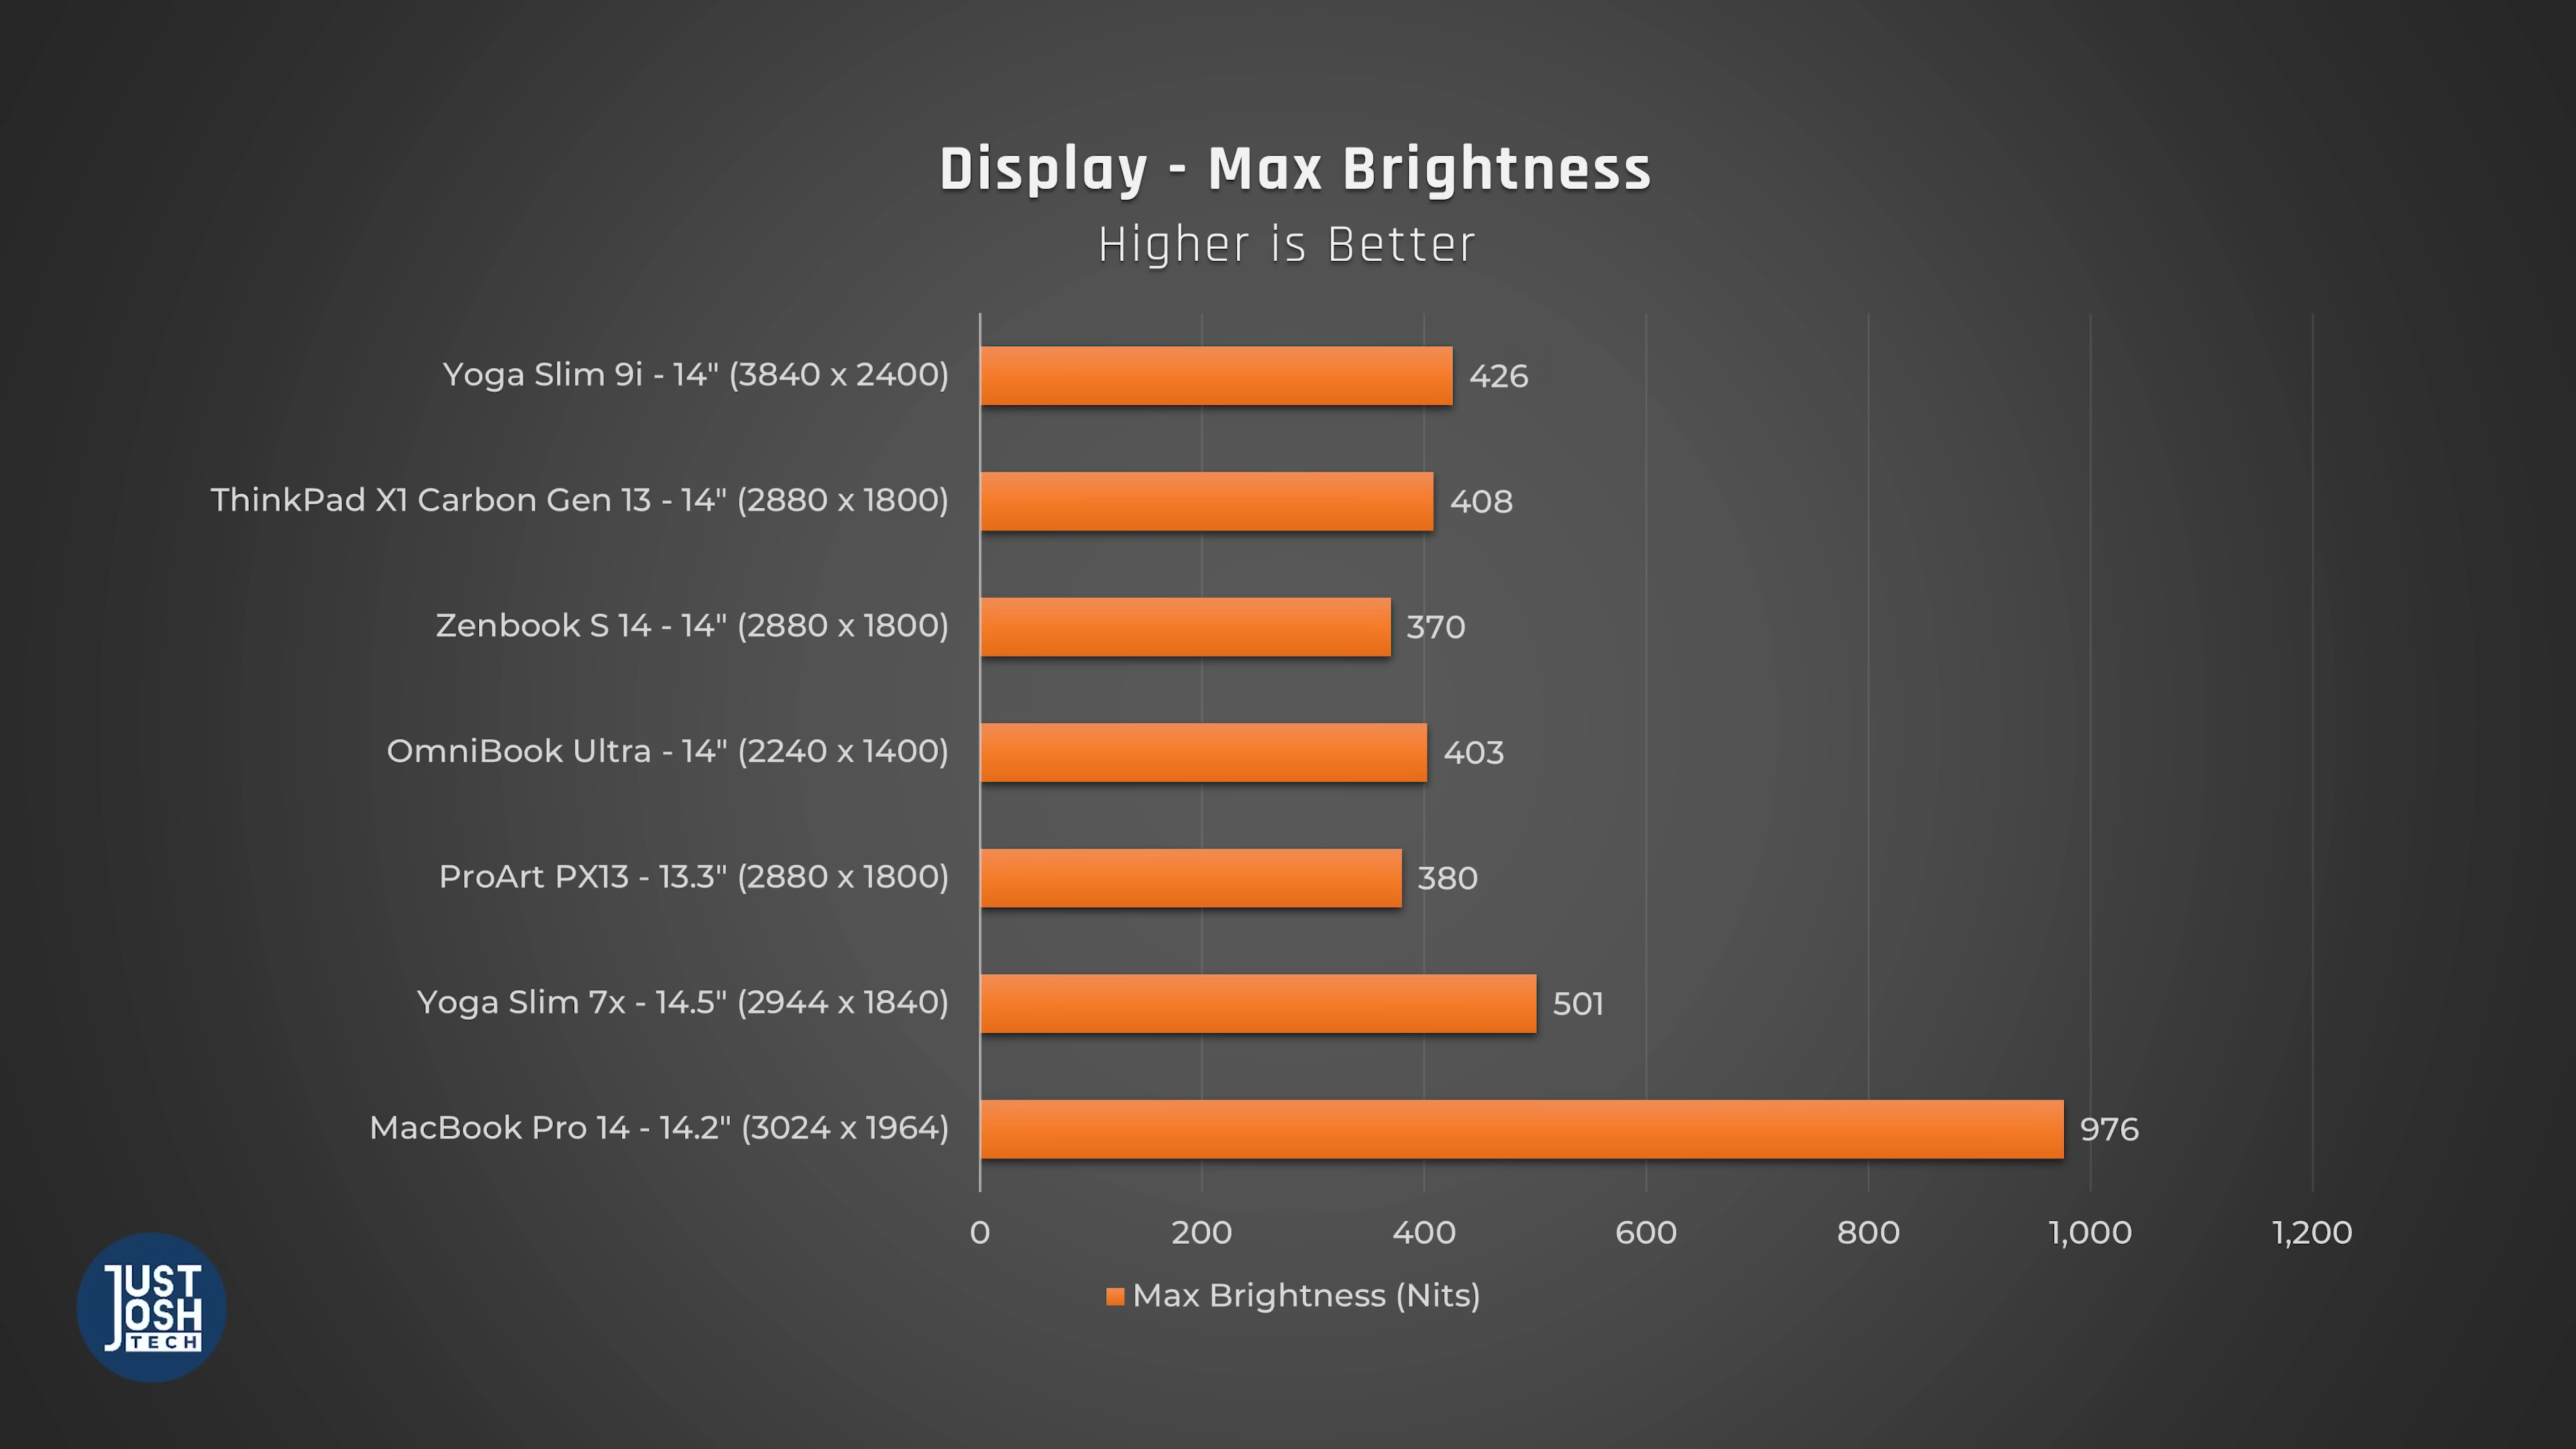 Display - Max Brightness
Higher is Better
Yoga Slim 9i - 14" (3840 x 2400) 426
ThinkPad X1 Carbon Gen 13 - 14" (2880 x 1800) 408
Zenbook S 14 - 14" (2880 x 1800) 370
OmniBook Ultra - 14" (2240 x 1400) 403
ProArt PX13 - 13.3" (2880 x 1800) 380
Yoga Slim 7x - 14.5" (2944 x 1840) 501
MacBook Pro 14 - 14.2" (3024 x 1964) 976
0 200 400 600 800 1,000 1,200
Max Brightness (Nits)
JUST
JOSH
TECH